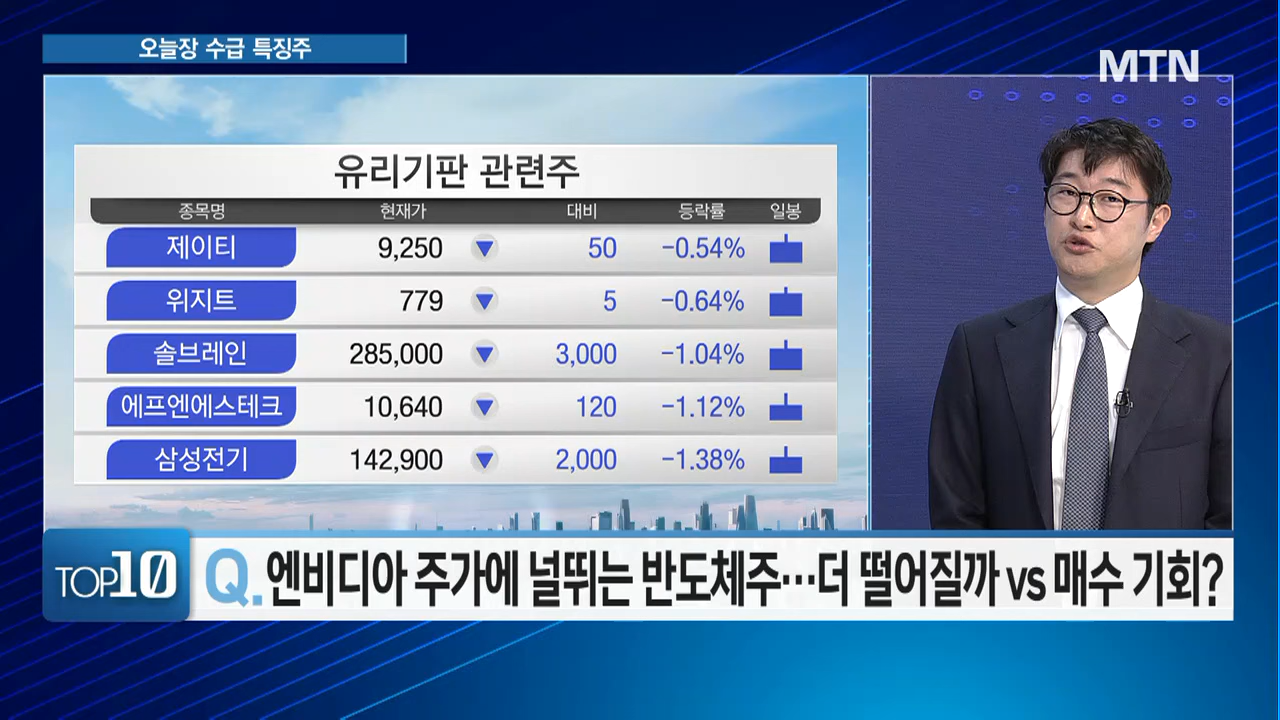 오늘장 수급 특징주
MTN
유리기판 관련주
종목명 현재가 대비 등락률 일봉
제이티 9,250 ▼ 50 -0.54%
위지트 779 ▼ 5 -0.64%
솔브레인 285,000 ▼ 3,000 -1.04%
에프엔에스테크 10,640 ▼ 120 -1.12%
삼성전기 142,900 ▼ 2,000 -1.38%
TOP10
Q. 엔비디아 주가에 널뛰는 반도체주…더 떨어질까 vs 매수 기회?